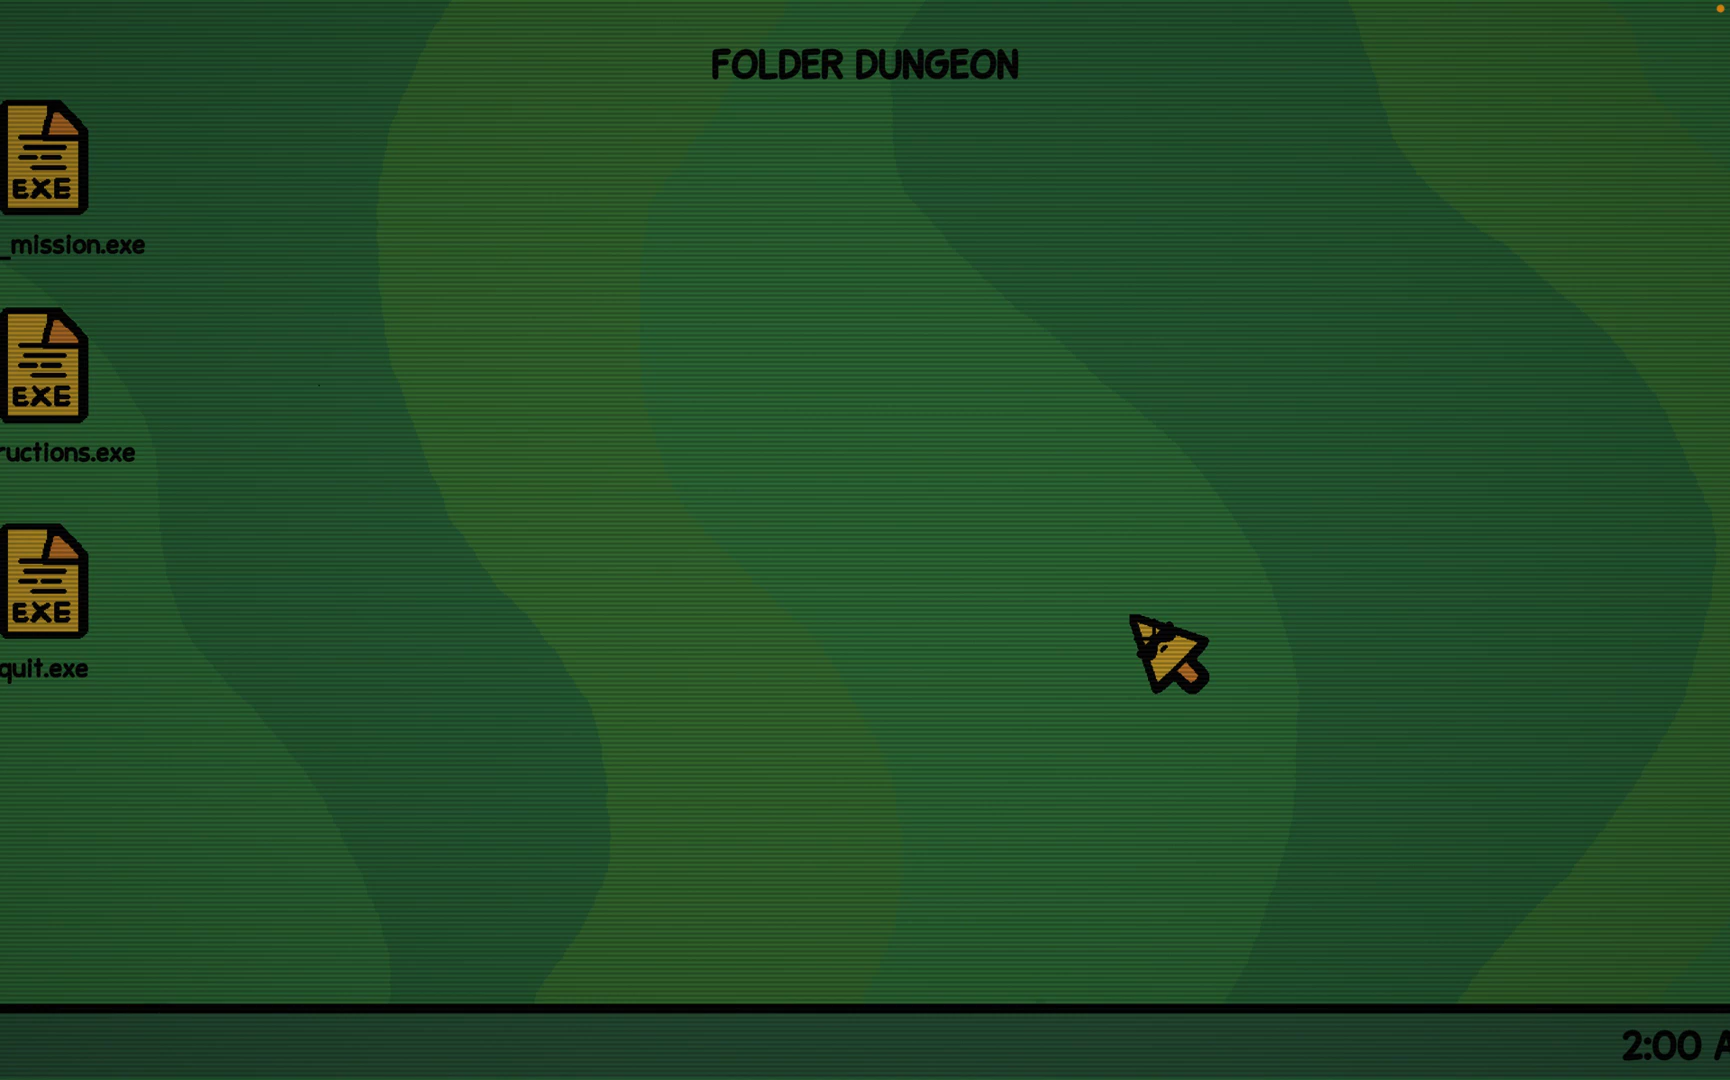 FOLDER DUNGEON
EXE
_mission.exe
EXE
ructions.exe
EXE
quit.exe
2:00 A